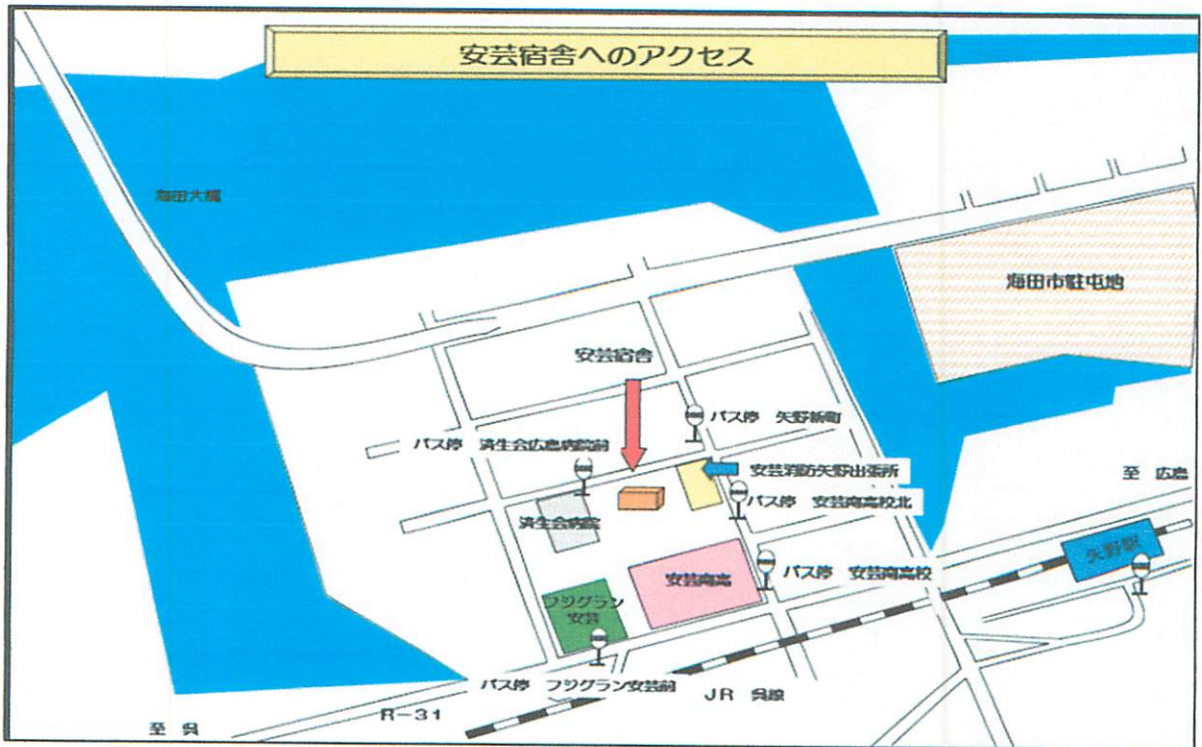 安芸宿舎へのアクセス
海田大橋
海田市駐屯地
安芸宿舎
バス停　矢野新町
バス停　済生会広島病院前
安芸消防矢野出張所
至 広島
バス停　安芸南高校北
済生会病院
矢野駅
安芸南高
バス停　安芸南高校
フジグラン
安芸
バス停　フジグラン安芸前
JR 呉線
R-31
至 呉